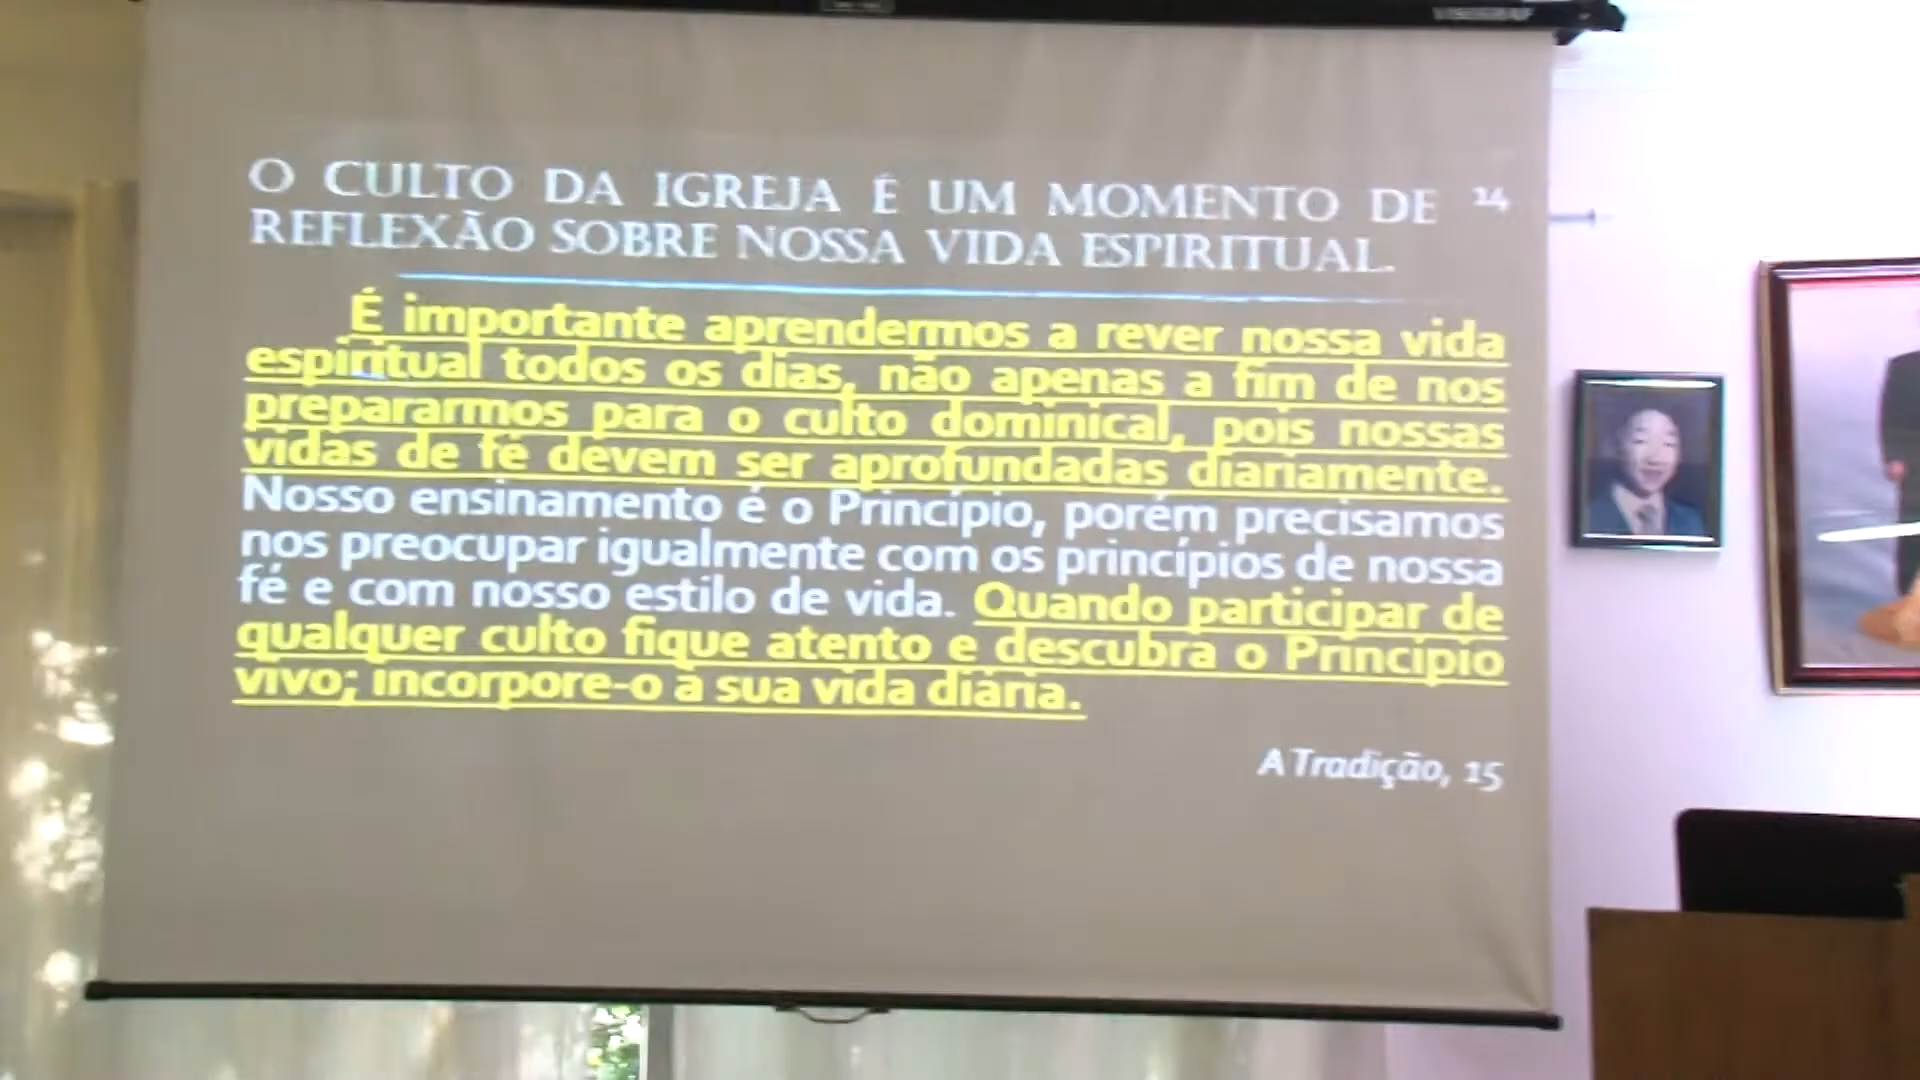 O CULTO DA IGREJA É UM MOMENTO DE 14
REFLEXÃO SOBRE NOSSA VIDA ESPIRITUAL.
É importante aprendermos a rever nossa vida
espiritual todos os dias, não apenas a fim de nos
prepararmos para o culto dominical, pois nossas
vidas de fé devem ser aprofundadas diariamente.
Nosso ensinamento é o Princípio, porém precisamos
nos preocupar igualmente com os princípios de nossa
fé e com nosso estilo de vida. Quando participar de
qualquer culto fique atento e descubra o Princípio
vivo; incorpore-o à sua vida diária.
A Tradição, 15